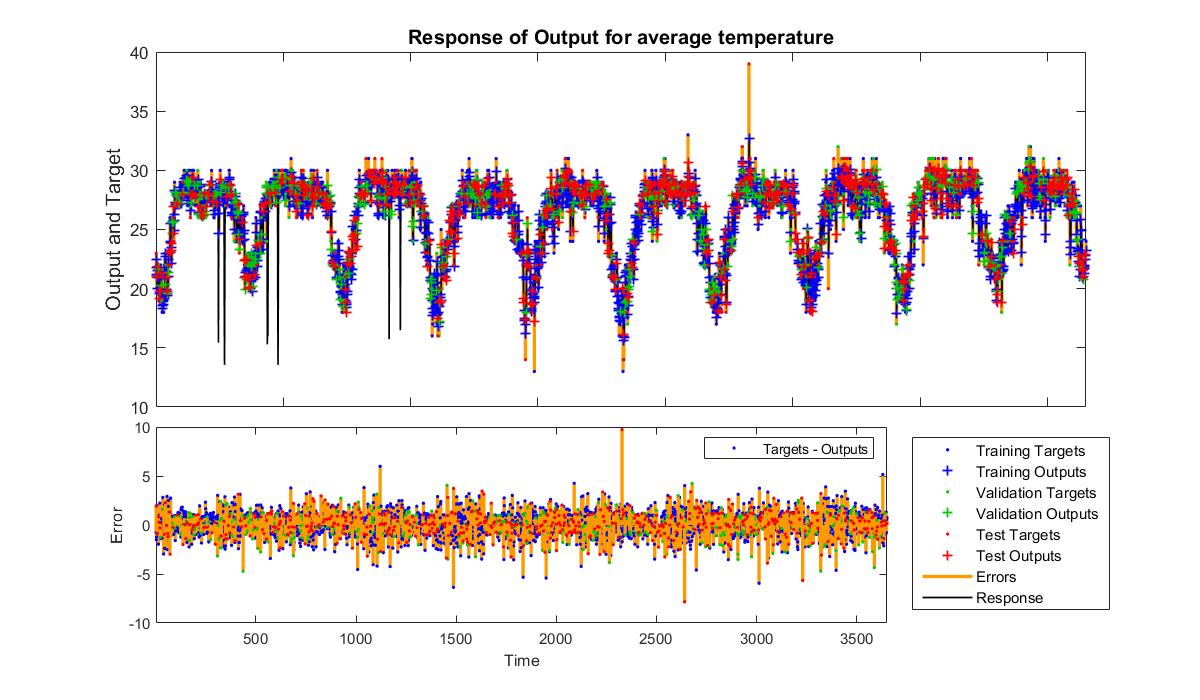 Response of Output for average temperature
Output and Target
40
35
30
25
20
15
10
Error
10
5
0
-5
-10
Targets - Outputs
500
1000
1500
2000
2500
3000
3500
Time
Training Targets
Training Outputs
Validation Targets
Validation Outputs
Test Targets
Test Outputs
Errors
Response